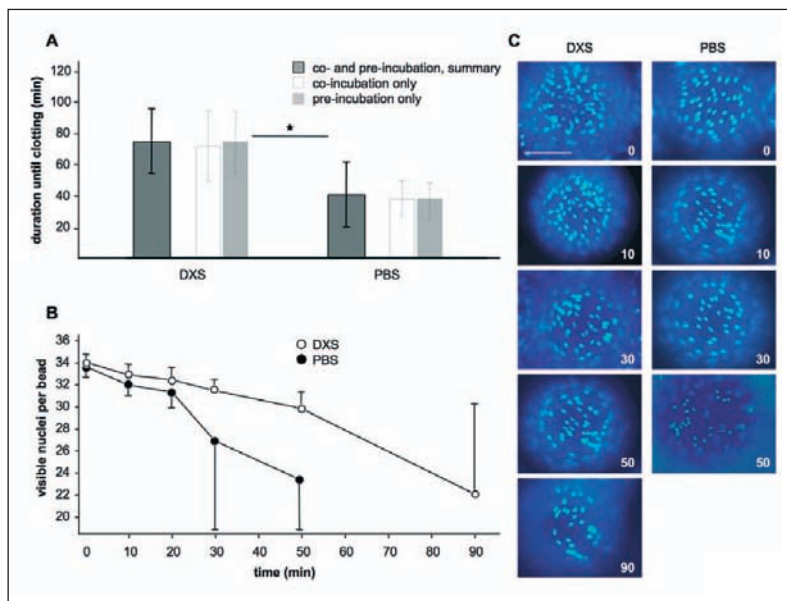 A
duration until clotting (min)
120
100
80
60
40
20
co- and pre-incubation, summary
co-incubation only
pre-incubation only
★
DXS
PBS
B
visible nuclei per bead
36
34
32
30
28
26
24
22
20
DXS
PBS
0
10
20
30
40
50
60
70
80
90
time (min)
C
DXS
PBS
0
0
10
10
30
30
50
50
90